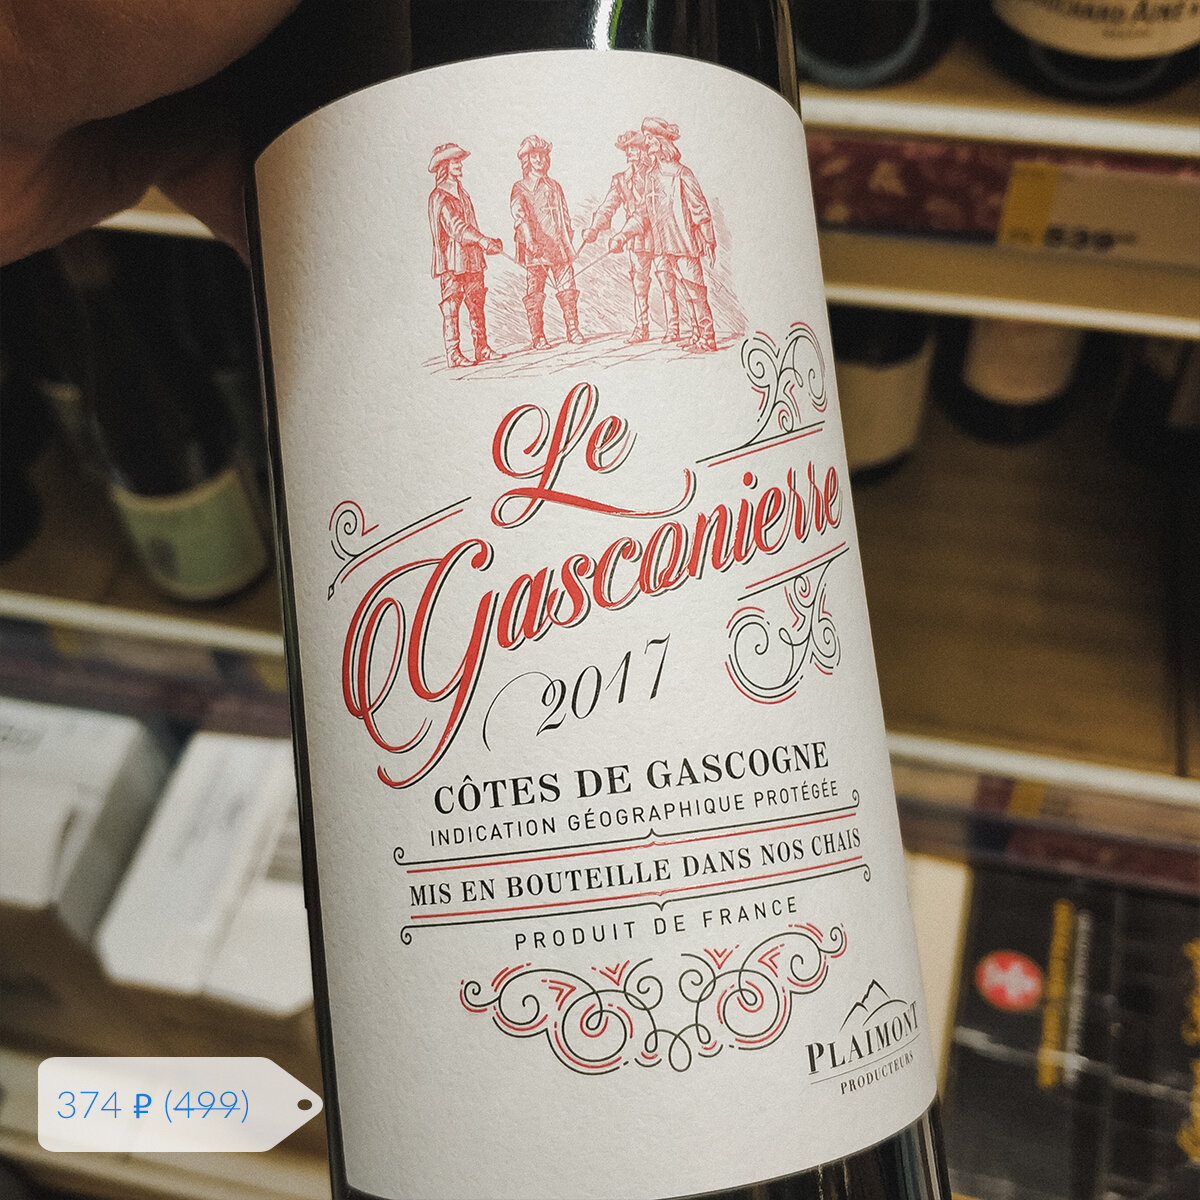 Le
Gasconierre
2017
CÔTES DE GASCOGNE
INDICATION GÉOGRAPHIQUE PROTÉGÉE
MIS EN BOUTEILLE DANS NOS CHAIS
PRODUIT DE FRANCE
PLAIMONT
PRODUCTEURS
374 ₽ (499)